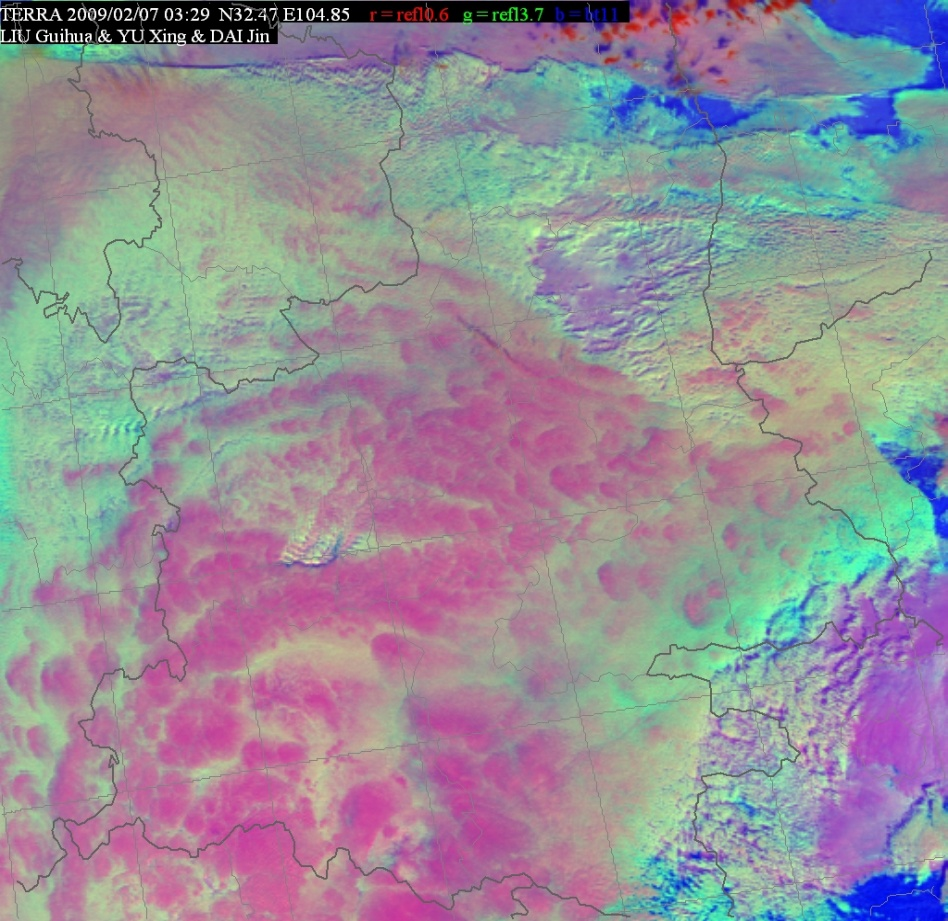 TERRA 2009/02/07 03:29 N32.47 E104.85 r=refl0.6 g=refl3.7 b=bt11
LIU Guihua & YU Xing & DAI Jin